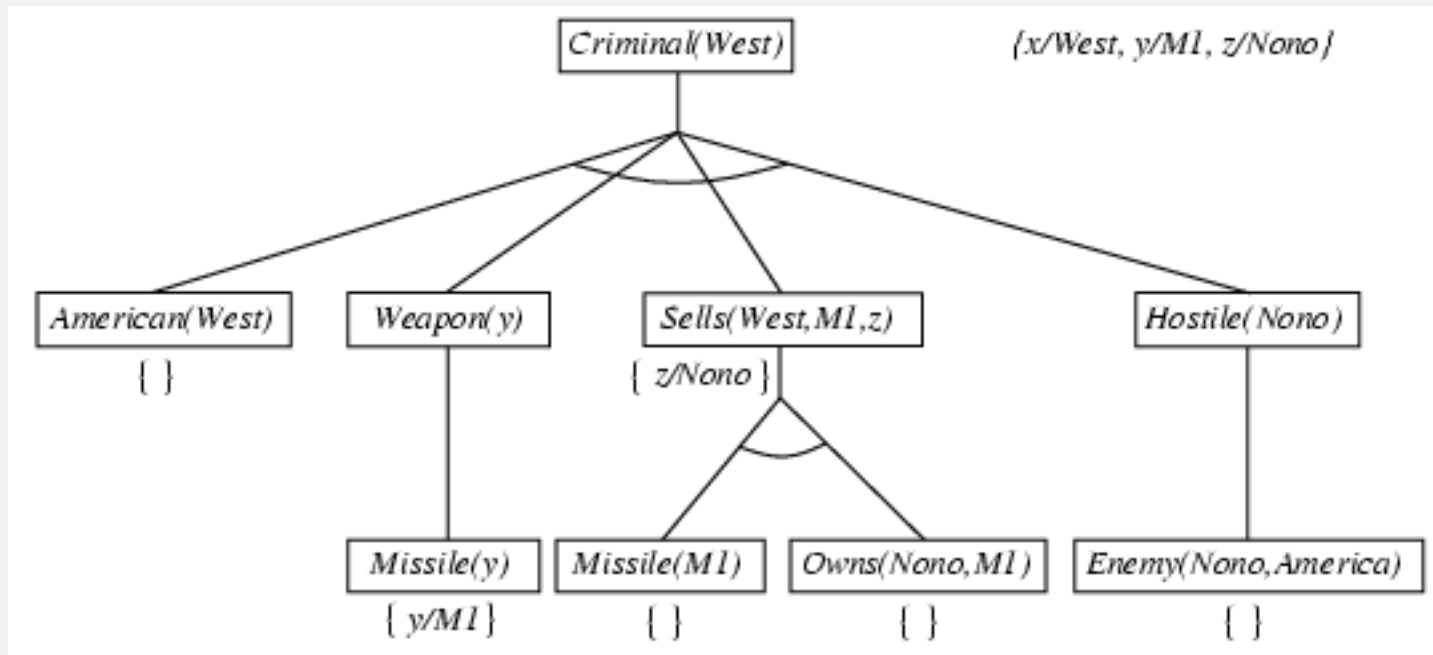 Criminal(West)
{x/West, y/M1, z/Nono}
American(West)
Weapon(y)
Sells(West,M1,z)
Hostile(Nono)
{ }
{ z/Nono }
Missile(y)
Missile(M1)
Owns(Nono,M1)
Enemy(Nono,America)
{ y/M1 }
{ }
{ }
{ }